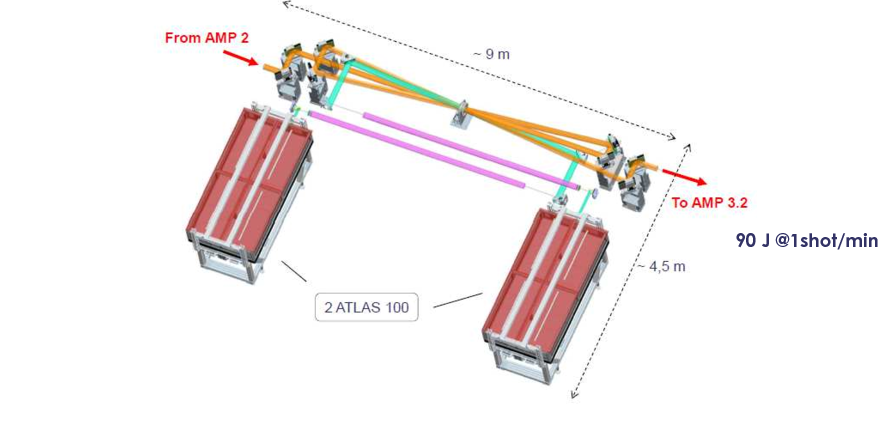 From AMP 2
~ 9 m
To AMP 3.2
90 J @1shot/min
~ 4,5 m
2 ATLAS 100